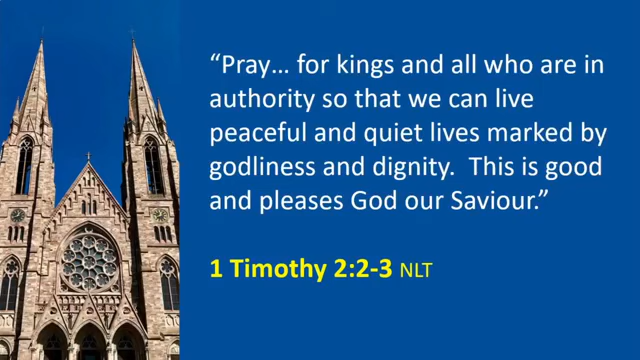 “Pray… for kings and all who are in
authority so that we can live
peaceful and quiet lives marked by
godliness and dignity.  This is good
and pleases God our Saviour.”
1 Timothy 2:2-3 NLT